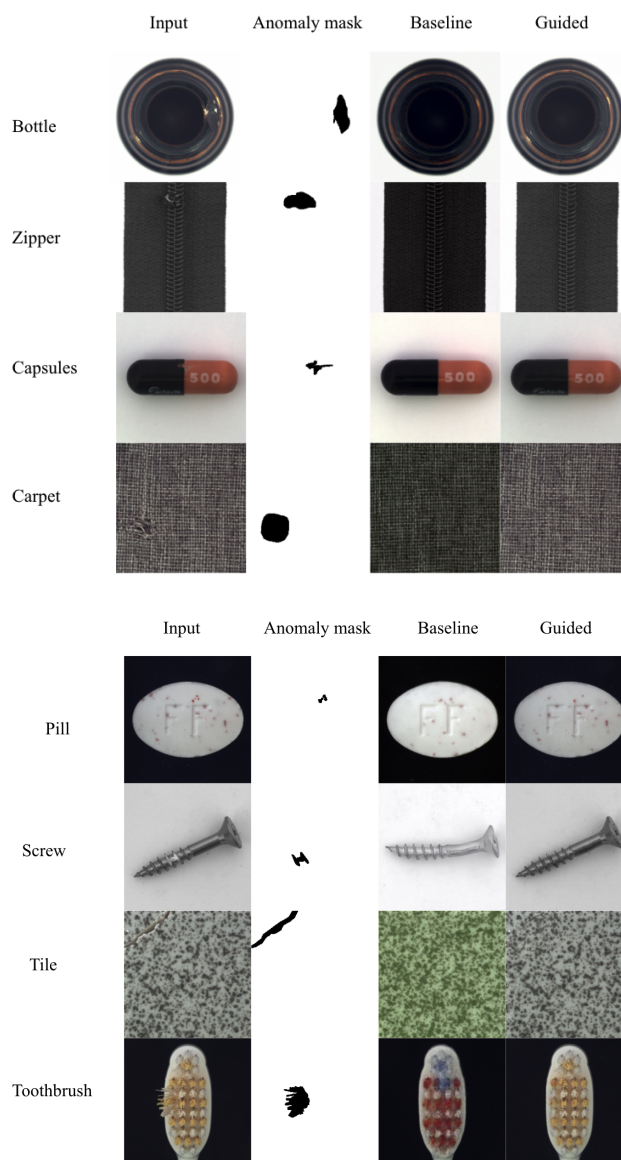 Input Anomaly mask Baseline Guided
Bottle
Zipper
Capsules
500 500 500
Carpet
Input Anomaly mask Baseline Guided
Pill
FF FF FF
Screw
Tile
Toothbrush